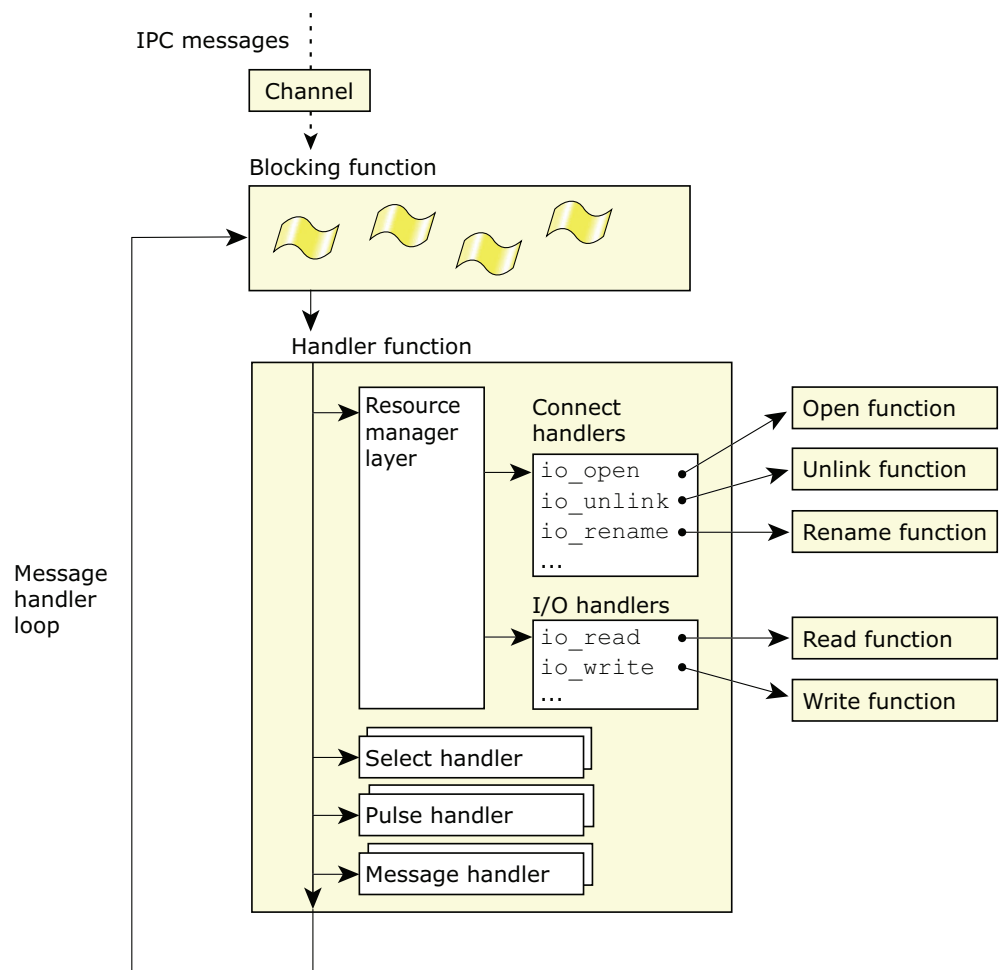 IPC messages
Channel
Blocking function
Handler function
Resource
manager
layer
Connect
handlers
io_open
io_unlink
io_rename
...
Open function
Unlink function
Rename function
Message
handler
loop
I/O handlers
io_read
io_write
...
Read function
Write function
Select handler
Pulse handler
Message handler